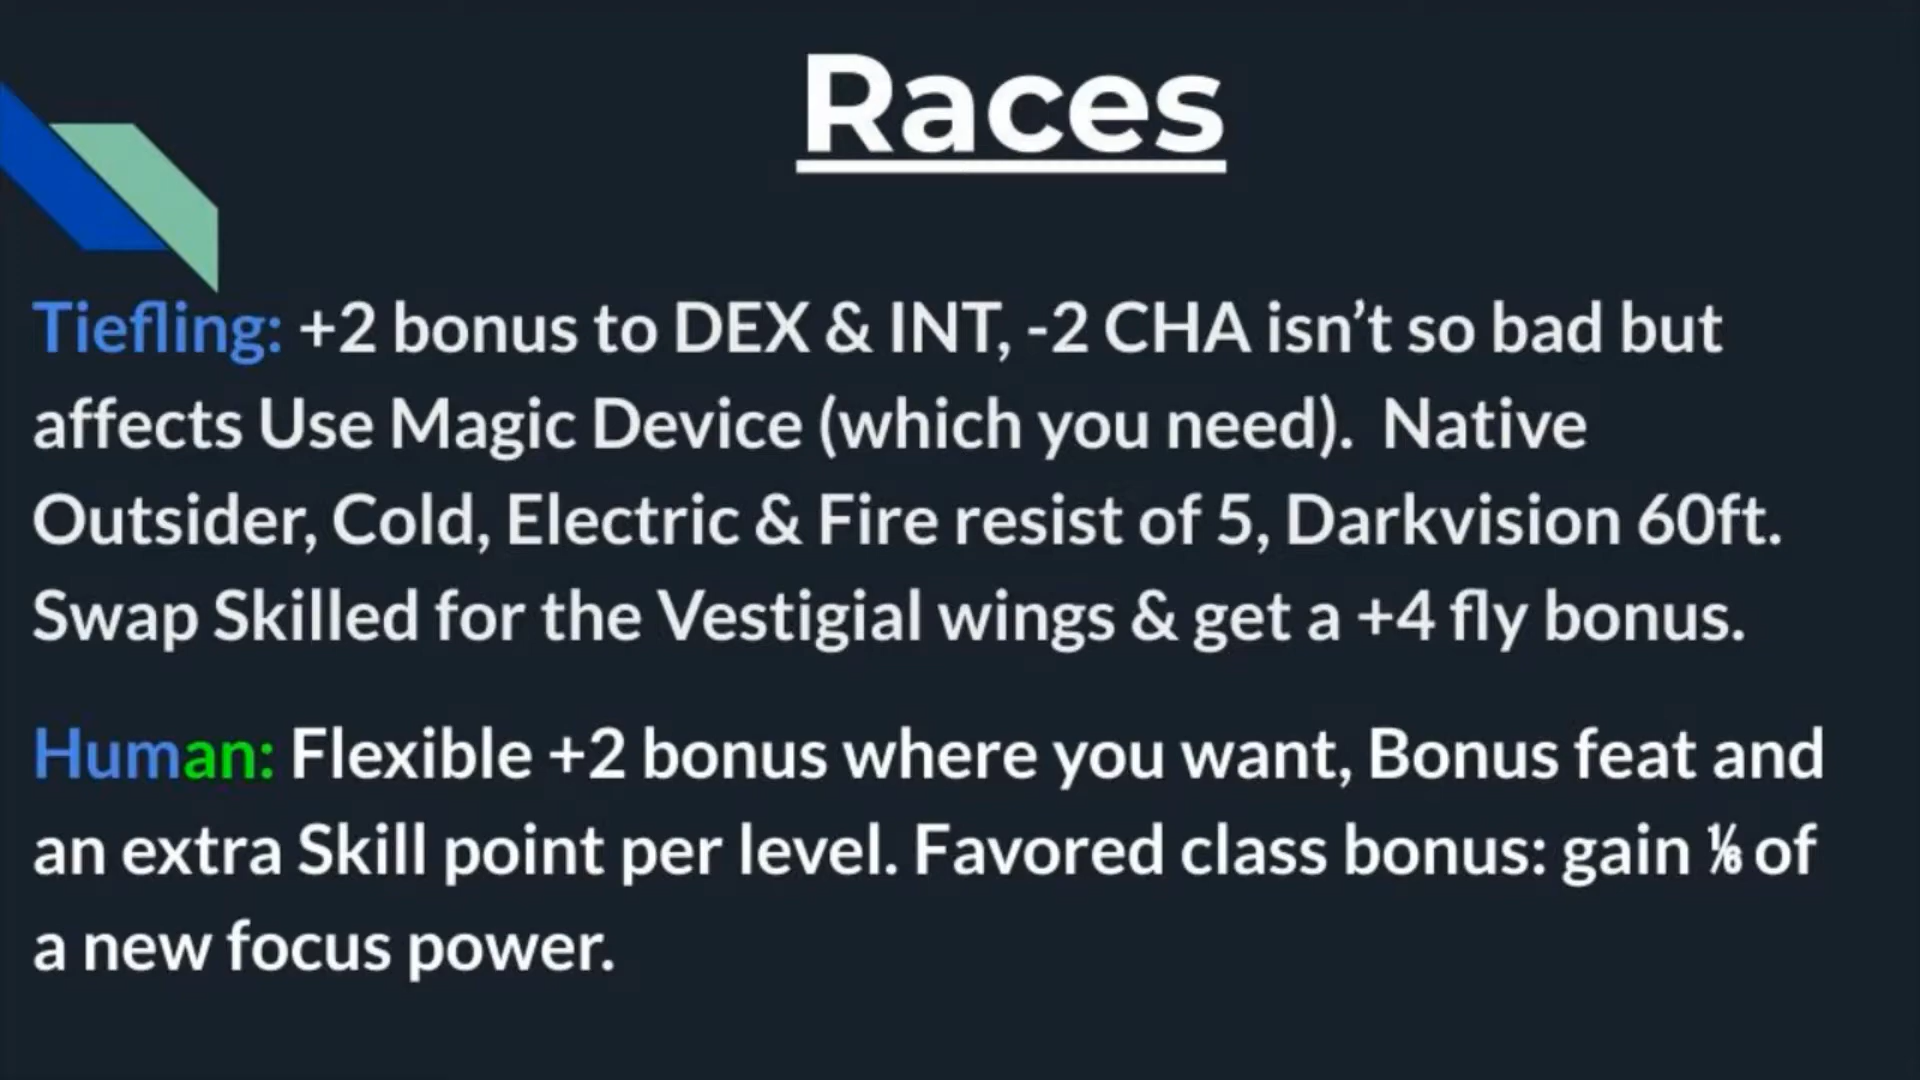 Races
Tiefling: +2 bonus to DEX & INT, -2 CHA isn't so bad but
affects Use Magic Device (which you need).  Native
Outsider, Cold, Electric & Fire resist of 5, Darkvision 60ft.
Swap Skilled for the Vestigial wings & get a +4 fly bonus.
Human: Flexible +2 bonus where you want, Bonus feat and
an extra Skill point per level. Favored class bonus: gain ⅙ of
a new focus power.